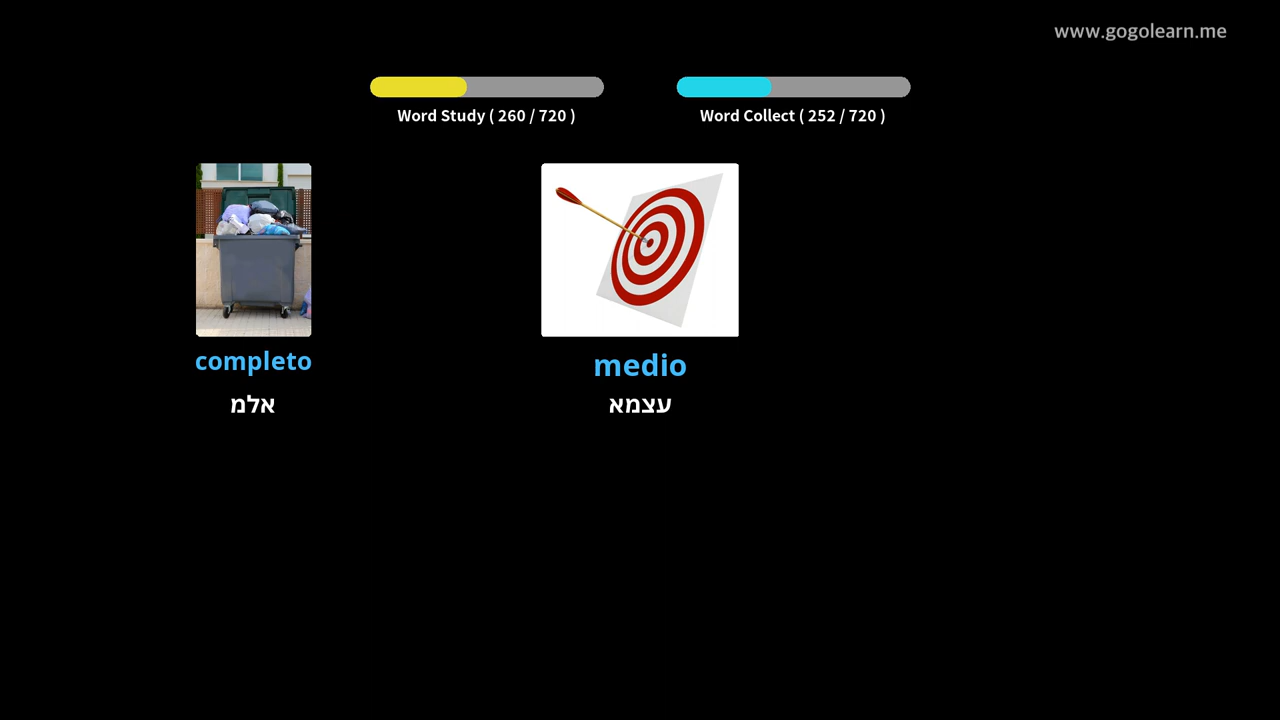 www.gogolearn.me
Word Study ( 260 / 720 )
Word Collect ( 252 / 720 )
completo
אלמ
medio
עצמא